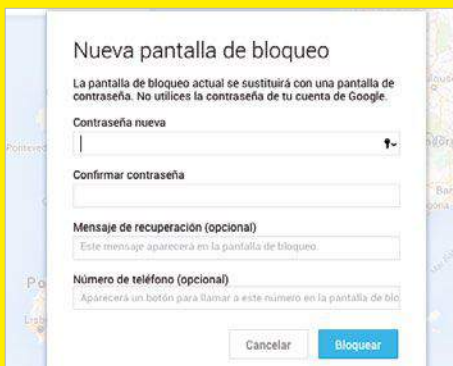 Nueva pantalla de bloqueo
La pantalla de bloqueo actual se sustituirá con una pantalla de
contraseña. No utilices la contraseña de tu cuenta de Google.
Contraseña nueva
Confirmar contraseña
Mensaje de recuperación (opcional)
Este mensaje aparecerá en la pantalla de bloqueo.
Número de teléfono (opcional)
Aparecerá un botón para llamar a este número en la pantalla de blo
Cancelar
Bloquear